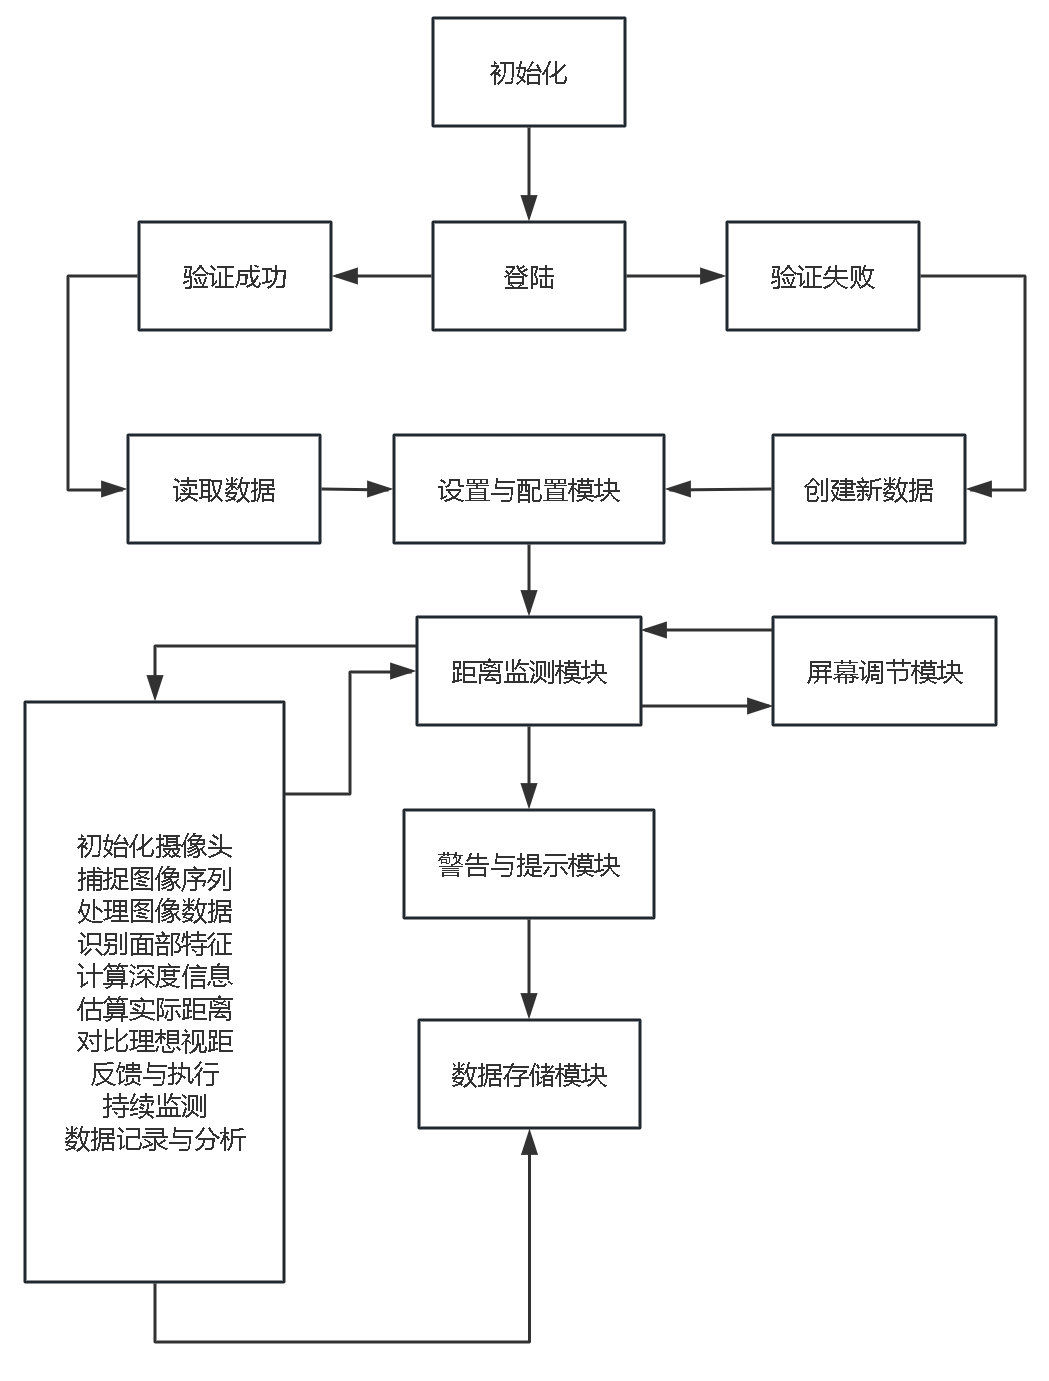 初始化
验证成功
登陆
验证失败
读取数据
设置与配置模块
创建新数据
距离监测模块
屏幕调节模块
警告与提示模块
初始化摄像头
捕捉图像序列
处理图像数据
识别面部特征
计算深度信息
估算实际距离
对比理想视距
反馈与执行
持续监测
数据记录与分析
数据存储模块